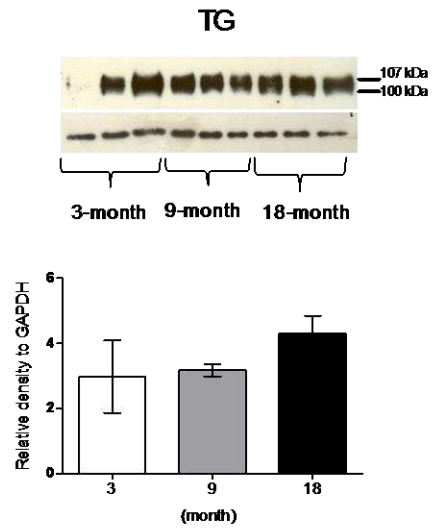 TG
107 kDa
100 kDa
3-month 9-month 18-month
Relative density to GAPDH
6
4
2
0
3 9 18
(month)